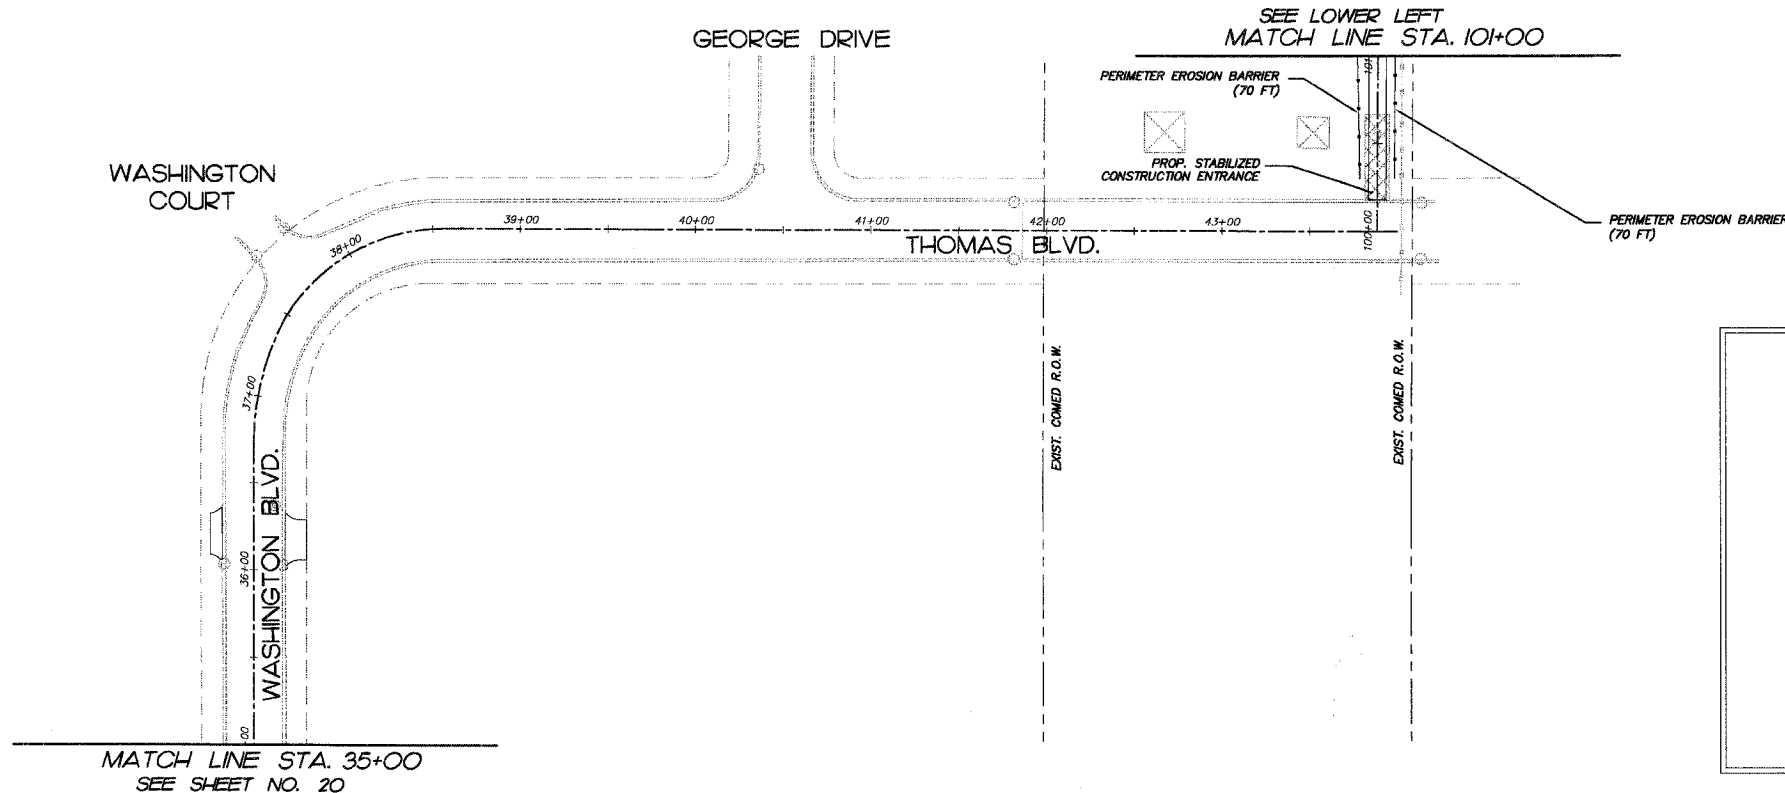 SEE LOWER LEFT
MATCH LINE STA. 101+00
GEORGE DRIVE
PERIMETER EROSION BARRIER
(70 FT)
WASHINGTON
COURT
PROP. STABILIZED
CONSTRUCTION ENTRANCE
PERIMETER EROSION BARRIER
(70 FT)
101
100+00
39+00
40+00
41+00
42+00
43+00
38+00
THOMAS BLVD.
37+00
EXIST. COMED R.O.W.
EXIST. COMED R.O.W.
WASHINGTON BLVD.
36+00
00
MATCH LINE STA. 35+00
SEE SHEET NO. 20